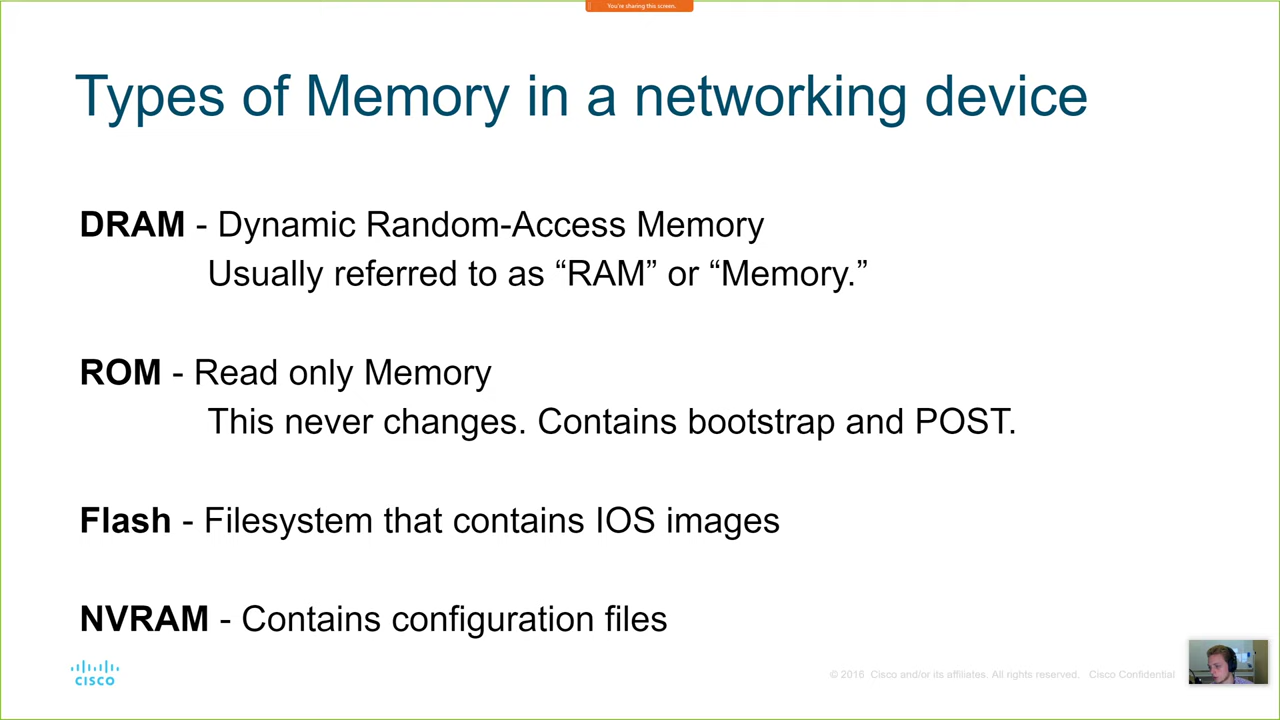 You're sharing this screen.
Types of Memory in a networking device
DRAM - Dynamic Random-Access Memory
Usually referred to as “RAM” or “Memory.”
ROM - Read only Memory
This never changes. Contains bootstrap and POST.
Flash - Filesystem that contains IOS images
NVRAM - Contains configuration files
CISCO
© 2016 Cisco and/or its affiliates. All rights reserved. Cisco Confidential